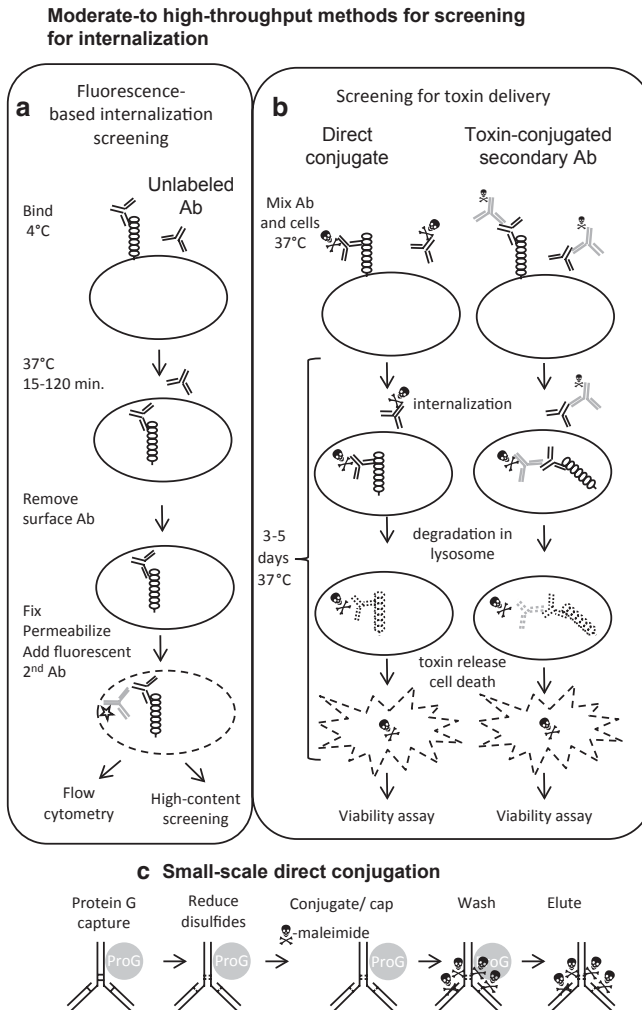 Moderate-to high-throughput methods for screening
for internalization
a
Fluorescence-
based internalization
screening
Unlabeled
Ab
Bind
4°C
37°C
15-120 min.
Remove
surface Ab
Fix
Permeabilize
Add fluorescent
2nd Ab
Flow
cytometry
High-content
screening
b
Screening for toxin delivery
Direct
conjugate
Toxin-conjugated
secondary Ab
Mix Ab
and cells
37°C
internalization
3-5
days
37°C
degradation in
lysosome
toxin release
cell death
Viability assay
Viability assay
c Small-scale direct conjugation
Protein G
capture
Reduce
disulfides
Conjugate/ cap
-maleimide
Wash
Elute
ProG
ProG
ProG
ProG